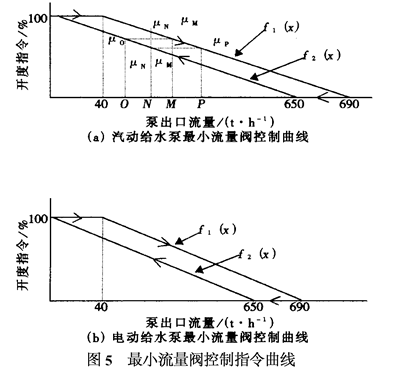 100
开度指令/%
μO
μN
μM
μN
μM
μP
f₁(x)
f₂(x)
40 O N M P 650 690
泵出口流量/(t·h⁻¹)
(a) 汽动给水泵最小流量阀控制曲线
100
开度指令/%
f₁(x)
f₂(x)
40 650 690
泵出口流量/(t·h⁻¹)
(b) 电动给水泵最小流量阀控制曲线
图5 最小流量阀控制指令曲线